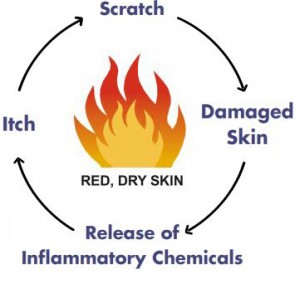 Scratch
Damaged
Skin
Release of
Inflammatory Chemicals
Itch
RED, DRY SKIN